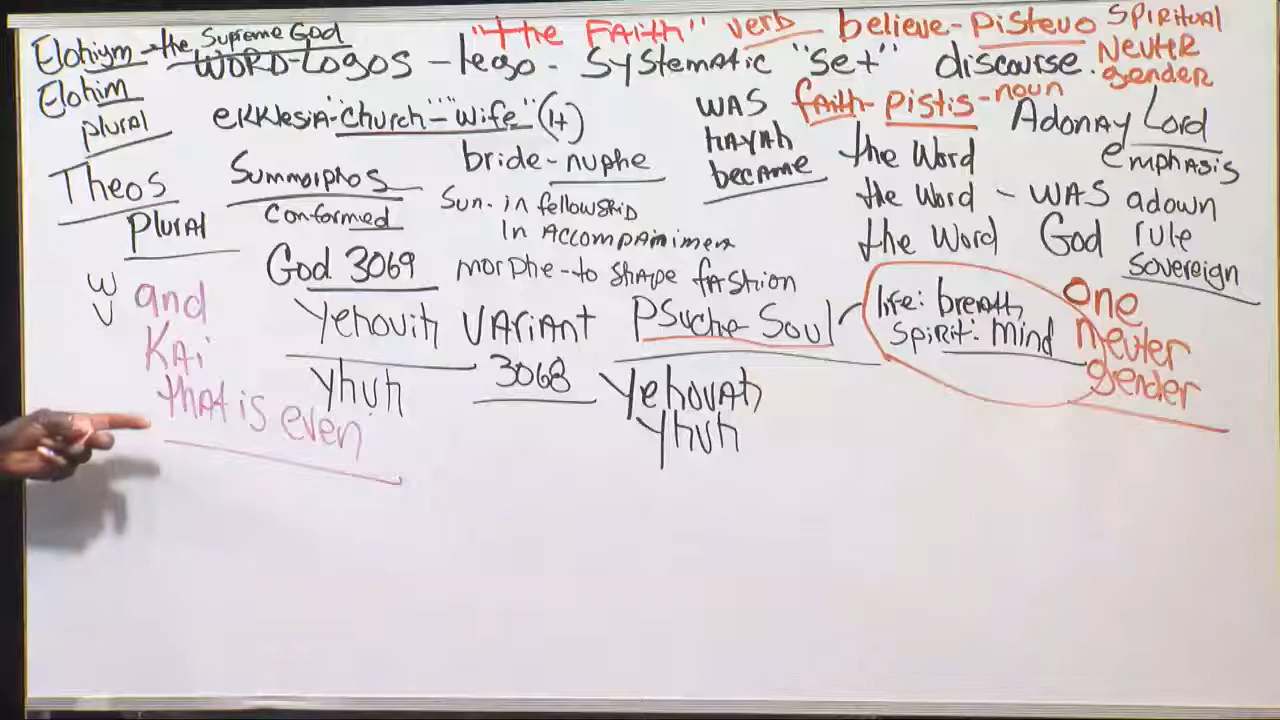 Elohiym - the Supeme God "the FAith" verb believe - Pisteuo SPIRITUAL
WORD - LOGOS - lego - SYStematic "Set" discourse. NeuteR gender
Elohim
plural
ekklesiA - Church - "Wife" (1+)
WAS faith - pistis - noun
hAYAh
becAme
AdonAy Lord
emphAsis
Theos
Plural
Summorphos
Conformed
bride - nuphe
Sun. in fellowship
In AccompAnimen
God 3069 morphe - to ShApe fAshion
the Word
the Word - WAS adown
the Word God rule
Sovereign
W
V
and
KAi
thAt is even
Yehovih VARiANT Psuche Soul
yhvh 3068 YehovAh
Yhvh
life: breAth,
spirit: mind
one
neuter
gender